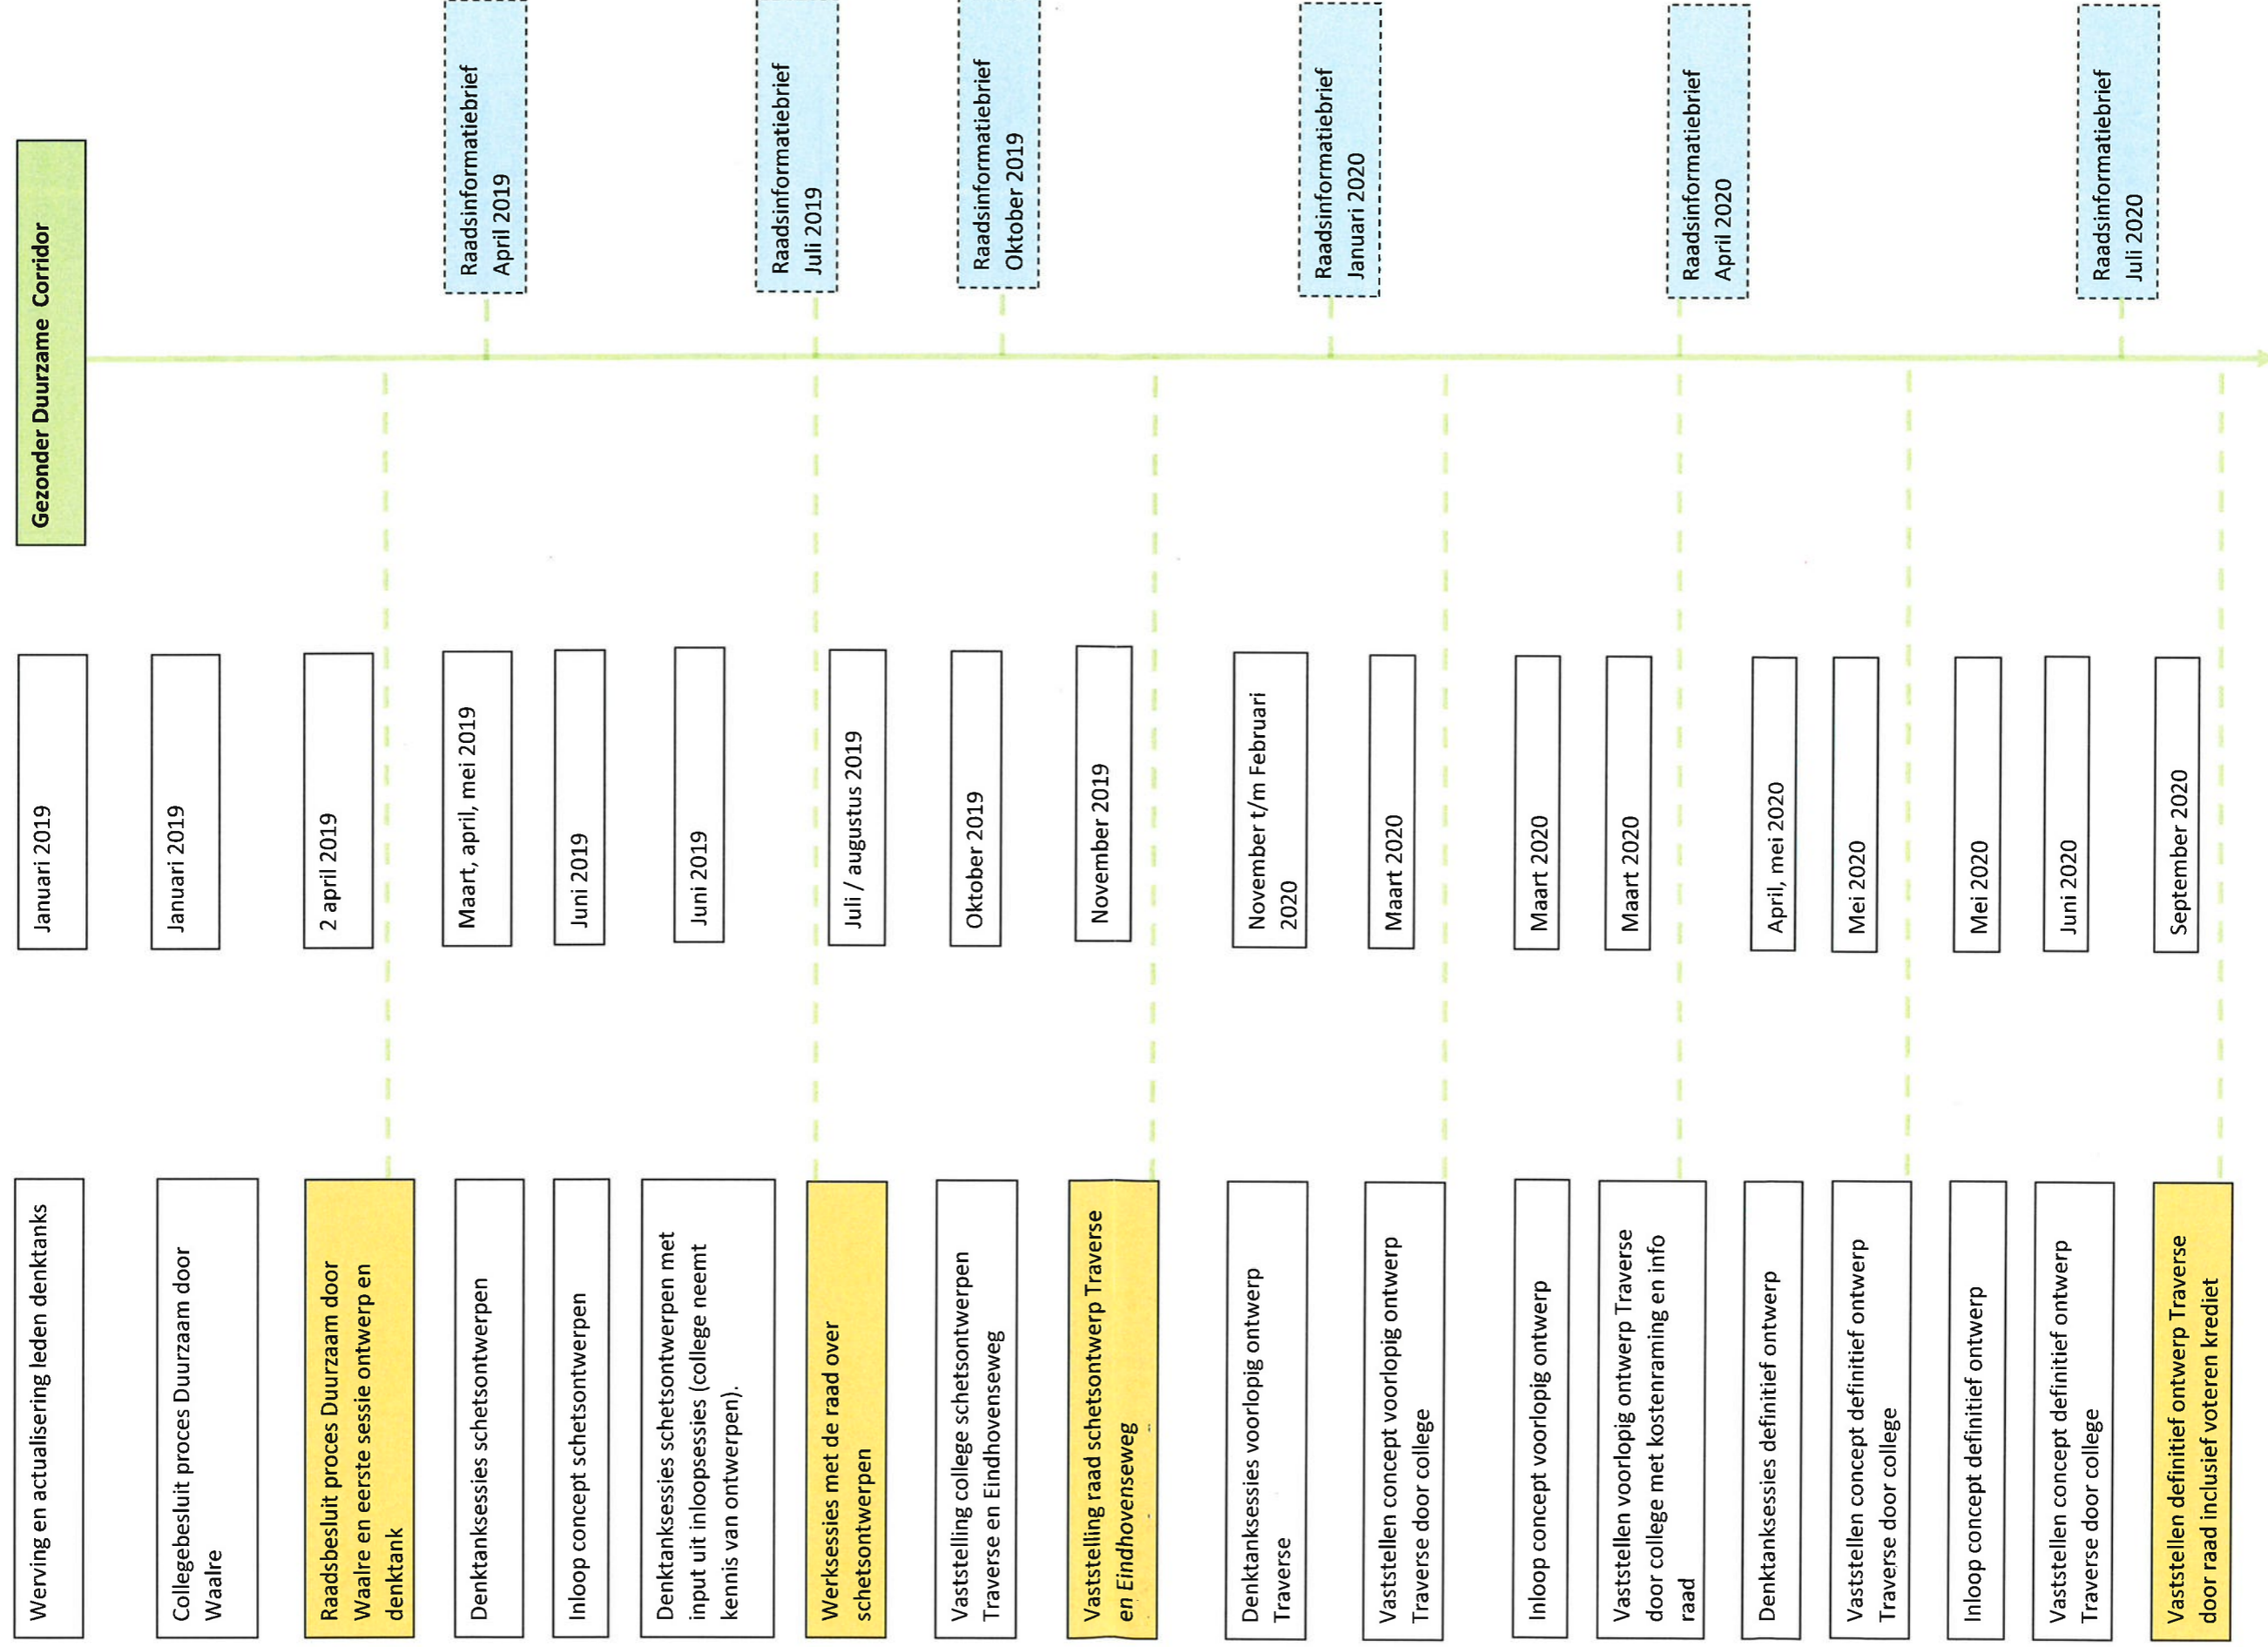 Gezonder Duurzame Corridor
Werving en actualisering leden denktanks
Januari 2019
Collegebesluit proces Duurzaam door
Waalre
Januari 2019
Raadsbesluit proces Duurzaam door
Waalre en eerste sessie ontwerp en
denktank
2 april 2019
Denktanksessies schetsontwerpen
Maart, april, mei 2019
Raadsinformatiebrief
April 2019
Inloop concept schetsontwerpen
Juni 2019
Denktanksessies schetsontwerpen met
input uit inloopsessies (college neemt
kennis van ontwerpen).
Juni 2019
Raadsinformatiebrief
Juli 2019
Werksessies met de raad over
schetsontwerpen
Juli / augustus 2019
Vaststelling college schetsontwerpen
Traverse en Eindhovenseweg
Oktober 2019
Raadsinformatiebrief
Oktober 2019
Vaststelling raad schetsontwerp Traverse
en Eindhovenseweg
November 2019
Denktanksessies voorlopig ontwerp
Traverse
November t/m Februari
2020
Raadsinformatiebrief
Januari 2020
Vaststellen concept voorlopig ontwerp
Traverse door college
Maart 2020
Inloop concept voorlopig ontwerp
Maart 2020
Vaststellen voorlopig ontwerp Traverse
door college met kostenraming en info
raad
Maart 2020
Raadsinformatiebrief
April 2020
Denktanksessies definitief ontwerp
April, mei 2020
Vaststellen concept definitief ontwerp
Traverse door college
Mei 2020
Inloop concept definitief ontwerp
Mei 2020
Vaststellen concept definitief ontwerp
Traverse door college
Juni 2020
Raadsinformatiebrief
Juli 2020
Vaststellen definitief ontwerp Traverse
door raad inclusief voteren krediet
September 2020